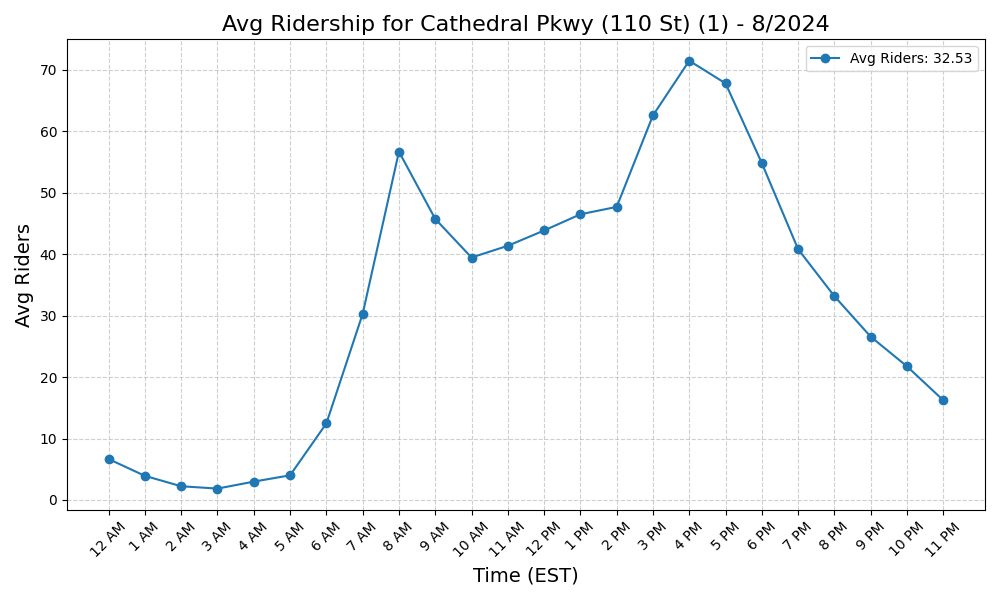 Avg Ridership for Cathedral Pkwy (110 St) (1) - 8/2024
Avg Riders: 32.53
Avg Riders
70
60
50
40
30
20
10
0
12 AM
1 AM
2 AM
3 AM
4 AM
5 AM
6 AM
7 AM
8 AM
9 AM
10 AM
11 AM
12 PM
1 PM
2 PM
3 PM
4 PM
5 PM
6 PM
7 PM
8 PM
9 PM
10 PM
11 PM
Time (EST)